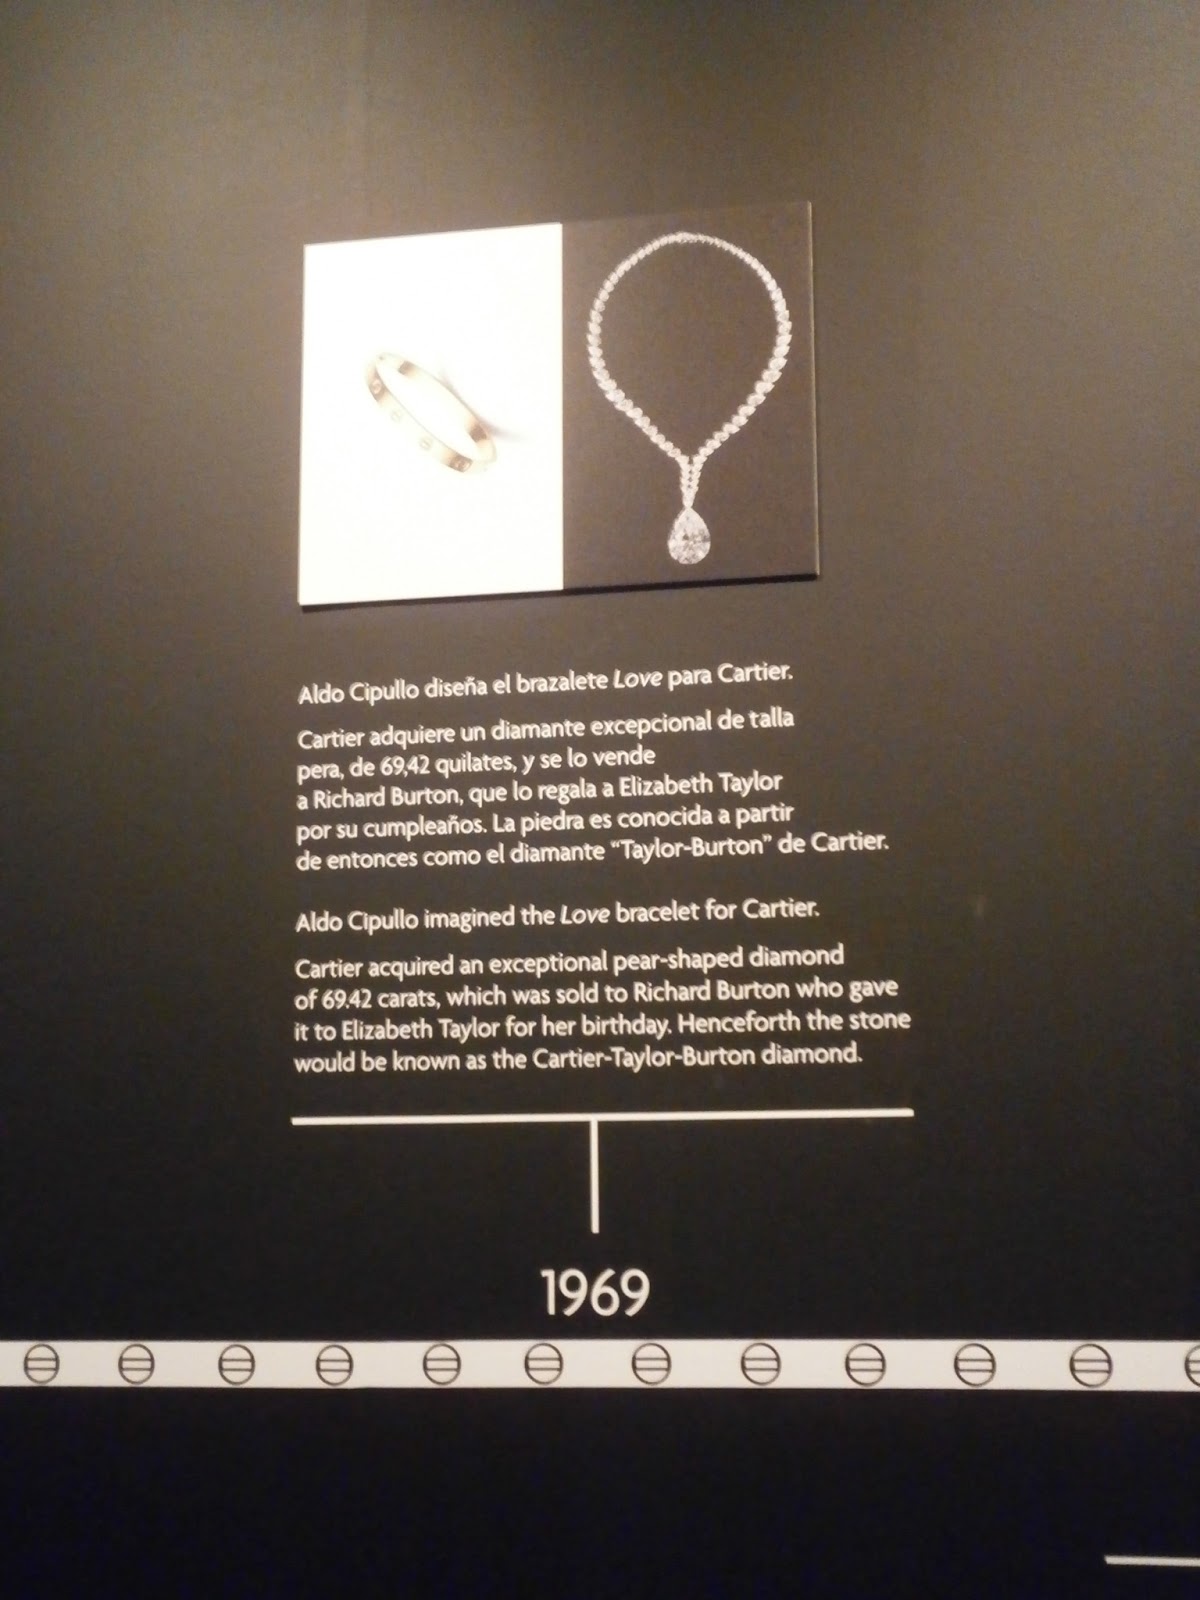 Aldo Cipullo diseña el brazalete Love para Cartier.
Cartier adquiere un diamante excepcional de talla
pera, de 69,42 quilates, y se lo vende
a Richard Burton, que lo regala a Elizabeth Taylor
por su cumpleaños. La piedra es conocida a partir
de entonces como el diamante “Taylor-Burton” de Cartier.
Aldo Cipullo imagined the Love bracelet for Cartier.
Cartier acquired an exceptional pear-shaped diamond
of 69.42 carats, which was sold to Richard Burton who gave
it to Elizabeth Taylor for her birthday. Henceforth the stone
would be known as the Cartier-Taylor-Burton diamond.
1969